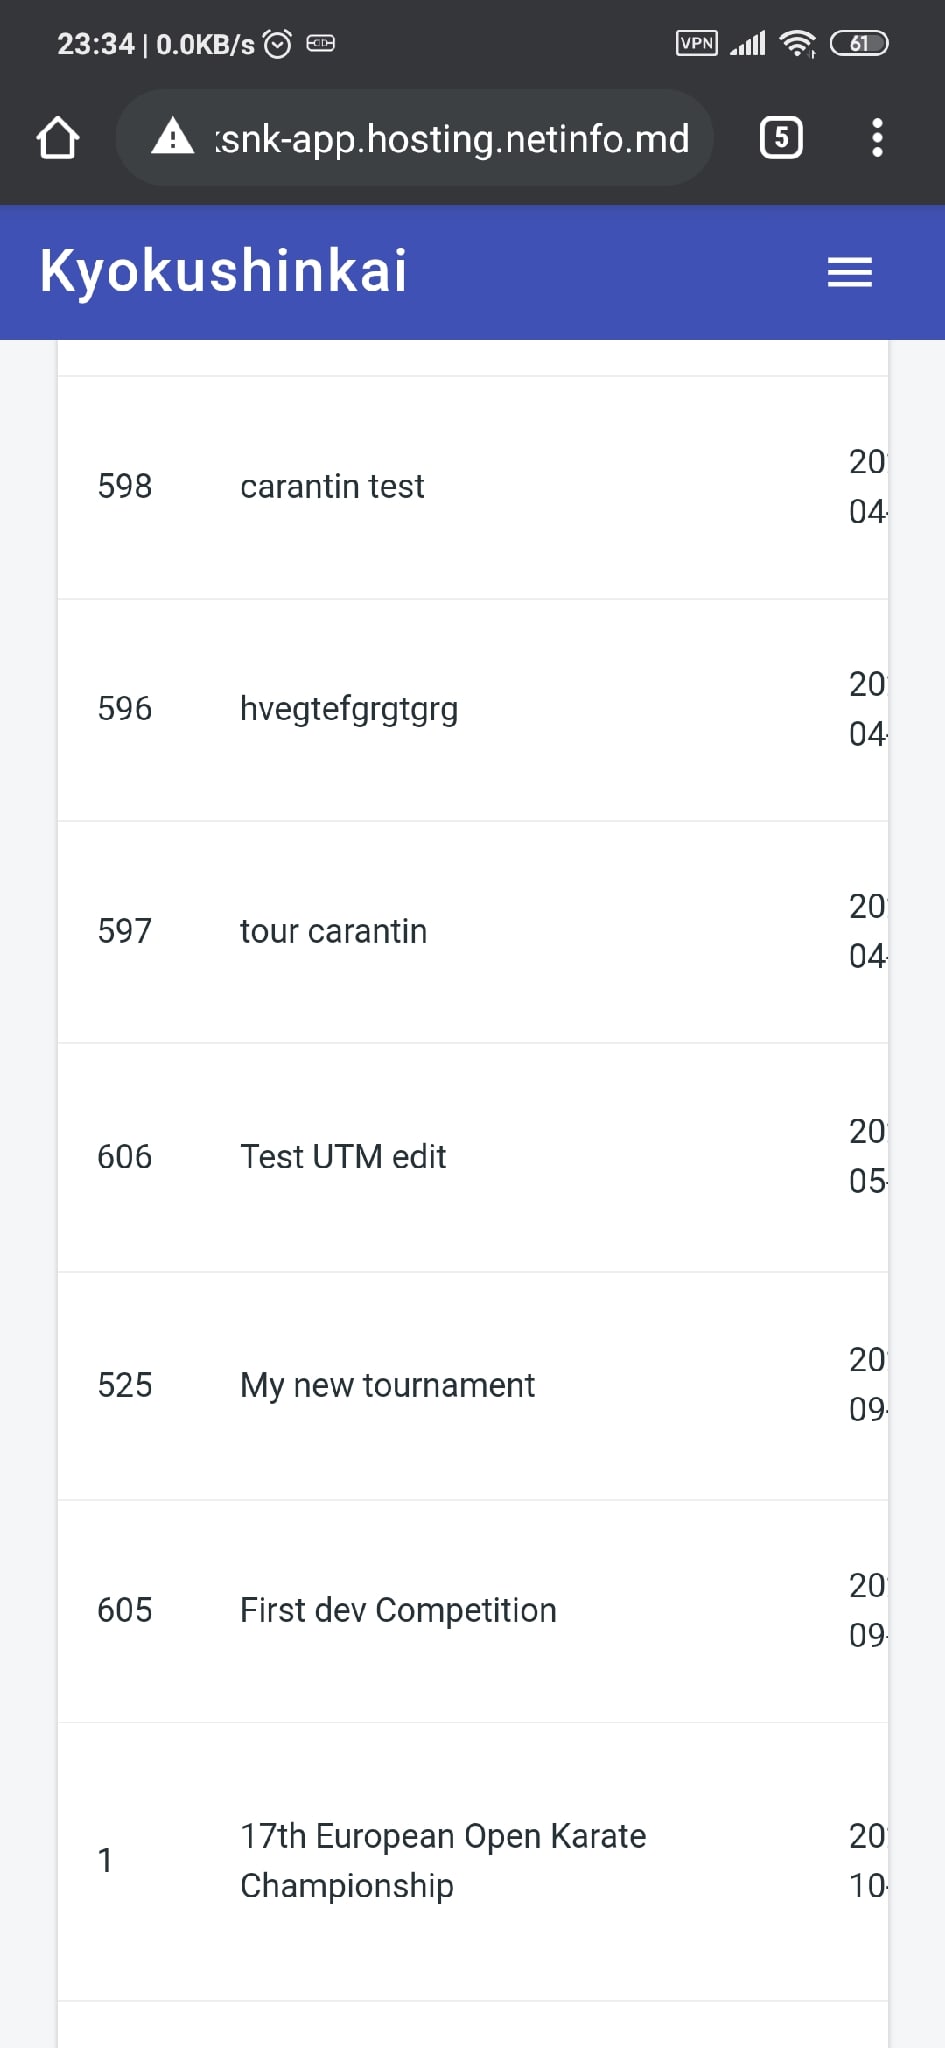 23:34 | 0.0KB/s VPN 61
snk-app.hosting.netinfo.md 5
Kyokushinkai
598 carantin test 20
04-
596 hvegtefgrgtgrg 20
04-
597 tour carantin 20
04-
606 Test UTM edit 20
05-
525 My new tournament 20
09-
605 First dev Competition 20
09-
1 17th European Open Karate 20
Championship 10-